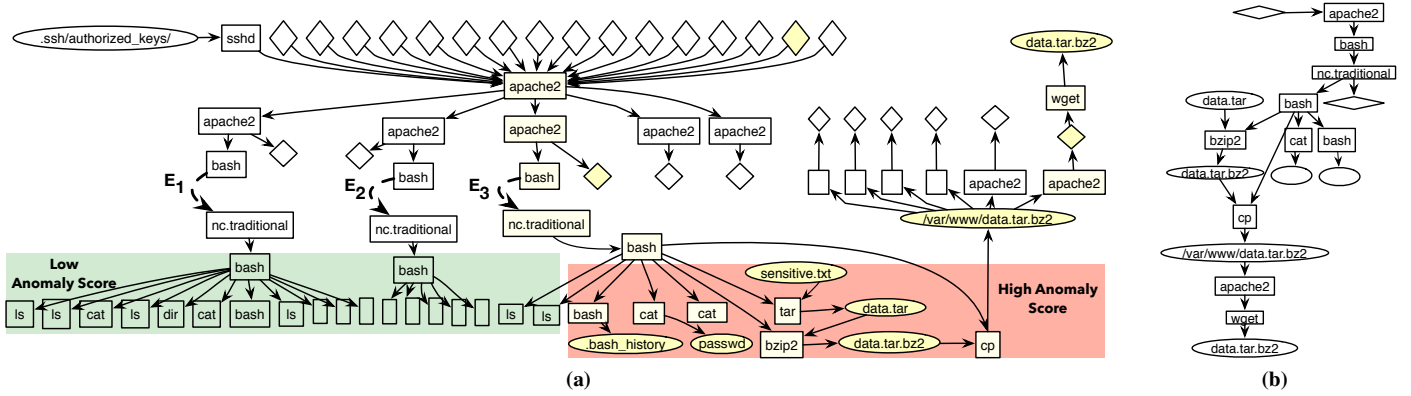 .ssh/authorized_keys/
sshd
apache2
apache2
apache2
apache2
apache2
apache2
bash
bash
bash
E1
E2
E3
nc.traditional
nc.traditional
nc.traditional
data.tar.bz2
wget
apache2
apache2
/var/www/data.tar.bz2
Low
Anomaly Score
bash
bash
bash
ls
ls
cat
ls
dir
cat
bash
ls
ls
ls
bash
cat
cat
tar
sensitive.txt
data.tar
High Anomaly
Score
.bash_history
passwd
bzip2
data.tar.bz2
cp
(a)
apache2
bash
nc.traditional
data.tar
bash
bzip2
cat
bash
data.tar.bz2
cp
/var/www/data.tar.bz2
apache2
wget
data.tar.bz2
(b)